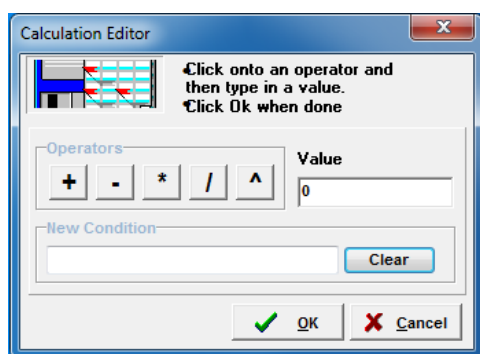 Calculation Editor
x
•Click onto an operator and
then type in a value.
•Click Ok when done
Operators
+ - * / ^
Value
0
New Condition
Clear
OK
Cancel